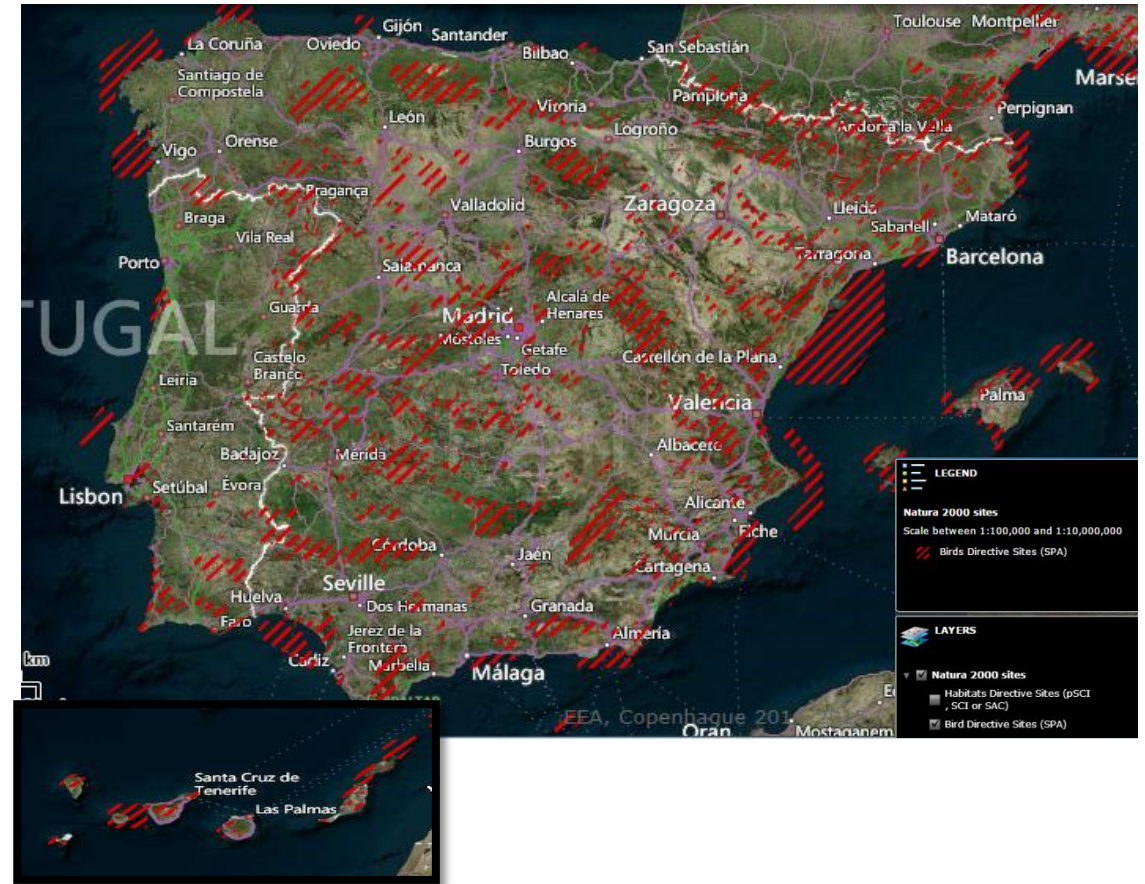 Gijón
Toulouse
Montpellier
La Coruña
Oviedo
Santander
Bilbao
San Sebastián
Marse
Santiago de
Compostela
Vitoria
Pamplona
Perpignan
León
Logroño
Andorra la Vella
Orense
Burgos
Vigo
Bragança
Valladolid
Zaragoza
Lleida
Mataró
Braga
Sabadell
Vila Real
Barcelona
Porto
Salamanca
Tarragona
TUGAL
Guarda
Alcalá de
Henares
Madrid
Móstoles
Getafe
Castelo
Branco
Castellón de la Plana
Toledo
Leiria
Palma
Valencia
Santarém
Albacete
Badajoz
Mérida
Lisbon
Setúbal
Evora
Alicante
Murcia
Elche
Córdoba
Jaén
Cartagena
Seville
Huelva
Dos Hermanas
Granada
Faro
Almería
Jerez de la
Frontera
Cádiz
Marbella
Málaga
km
EEA, Copenhague 201
Oran
Mostaganem
LEGEND
Natura 2000 sites
Scale between 1:100,000 and 1:10,000,000
Birds Directive Sites (SPA)
LAYERS
Natura 2000 sites
Habitats Directive Sites (pSCI
, SCI or SAC)
Bird Directive Sites (SPA)
Santa Cruz de
Tenerife
Las Palmas